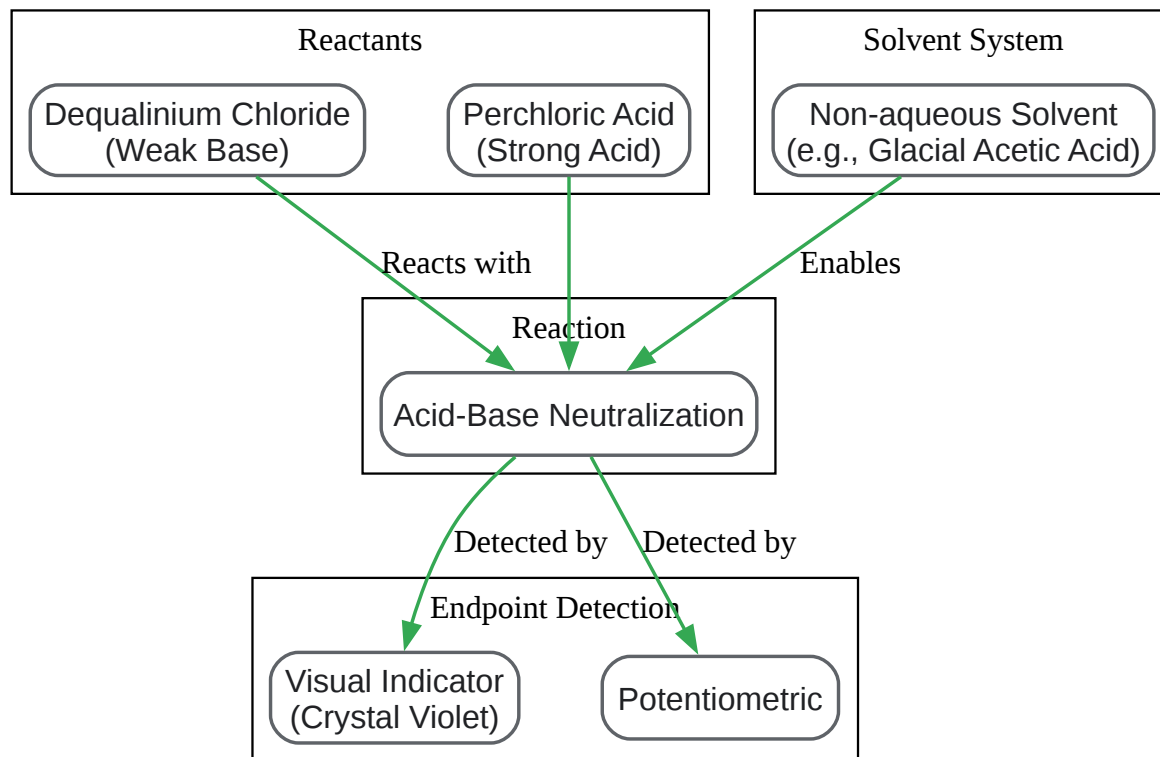 Reactants
Solvent System
Dequalinium Chloride
(Weak Base)
Perchloric Acid
(Strong Acid)
Non-aqueous Solvent
(e.g., Glacial Acetic Acid)
Reacts with
Enables
Reaction
Acid-Base Neutralization
Detected by
Detected by
Endpoint Detection
Visual Indicator
(Crystal Violet)
Potentiometric